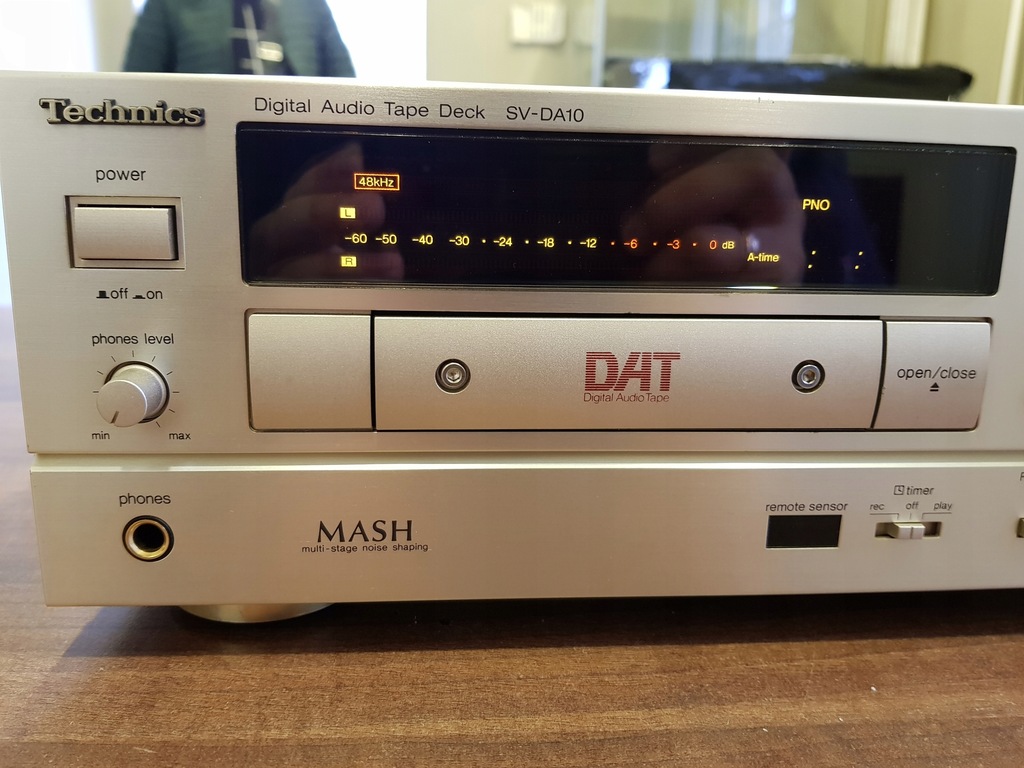 Technics
Digital Audio Tape Deck SV-DA10
power
off on
48kHz
L
-60 -50 -40 -30 · -24 · -18 · -12 · -6 · -3 · 0 dB
R
PNO
A-time : :
phones level
min max
DAT
Digital Audio Tape
open/close
phones
MASH
multi-stage noise shaping
remote sensor
timer
rec off play